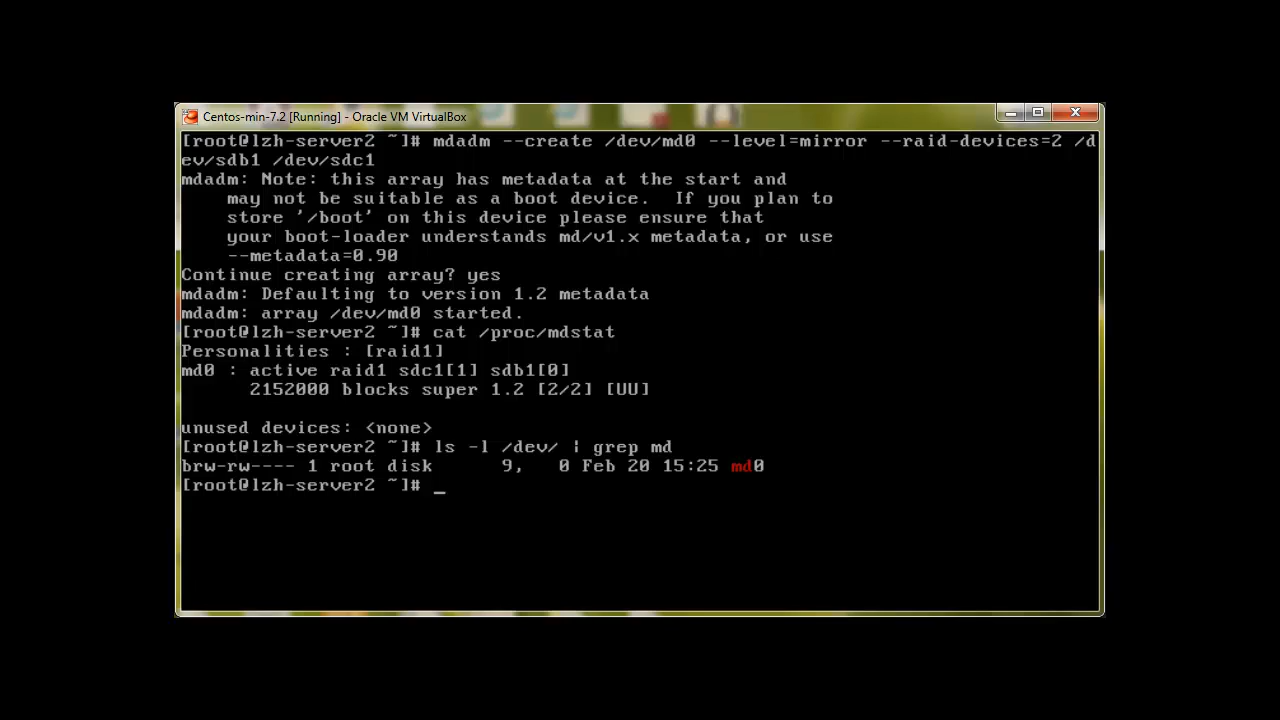 Centos-min-7.2 [Running] - Oracle VM VirtualBox
[root@lzh-server2 ~]# mdadm --create /dev/md0 --level=mirror --raid-devices=2 /d
ev/sdb1 /dev/sdc1
mdadm: Note: this array has metadata at the start and
    may not be suitable as a boot device.  If you plan to
    store '/boot' on this device please ensure that
    your boot-loader understands md/v1.x metadata, or use
    --metadata=0.90
Continue creating array? yes
mdadm: Defaulting to version 1.2 metadata
mdadm: array /dev/md0 started.
[root@lzh-server2 ~]# cat /proc/mdstat
Personalities : [raid1]
md0 : active raid1 sdc1[1] sdb1[0]
      2152000 blocks super 1.2 [2/2] [UU]
unused devices: <none>
[root@lzh-server2 ~]# ls -l /dev/ | grep md
brw-rw---- 1 root disk      9,   0 Feb 20 15:25 md0
[root@lzh-server2 ~]# _